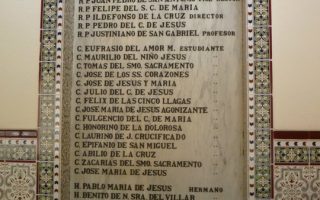 R.P. FELIPE DEL S. C. DE MARIA
R.P. ILDEFONSO DE LA CRUZ DIRECTOR
R.P. PEDRO DEL C. DE JESUS
R.P. JUSTINIANO DE SAN GABRIEL PROFESOR
C. EUFRASIO DEL AMOR M. ESTUDIANTE
C. MAURILIO DEL NIÑO JESUS
C. TOMAS DEL SMO. SACRAMENTO
C. JOSE DE LOS SS. CORAZONES
C. JOSE DE JESUS Y MARIA
C. JULIO DEL C. DE JESUS
C. FELIX DE LAS CINCO LLAGAS
C. JOSE MARIA DE JESUS AGONIZANTE
C. FULGENCIO DEL C. DE MARIA
C. HONORINO DE LA DOLOROSA
C. LAURINO DE J. CRUCIFICADO
C. EPIFANIO DE SAN MIGUEL
C. ABILIO DE LA CRUZ
C. ZACARIAS DEL SMO. SACRAMENTO
C. JOSE MARIA DE JESUS
H. PABLO MARIA DE JESUS HERMANO
H. BENITO DE N. SRA. DEL VILLAR